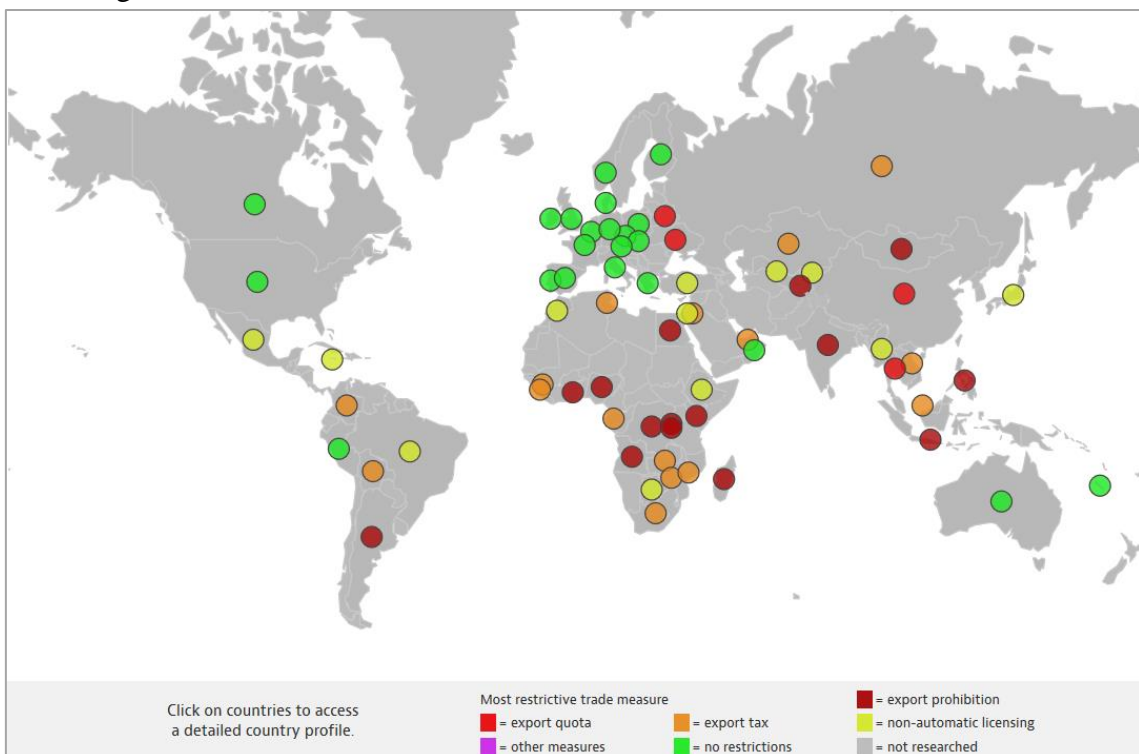 Click on countries to access
a detailed country profile.
Most restrictive trade measure
= export quota
= other measures
= export tax
= no restrictions
= export prohibition
= non-automatic licensing
= not researched